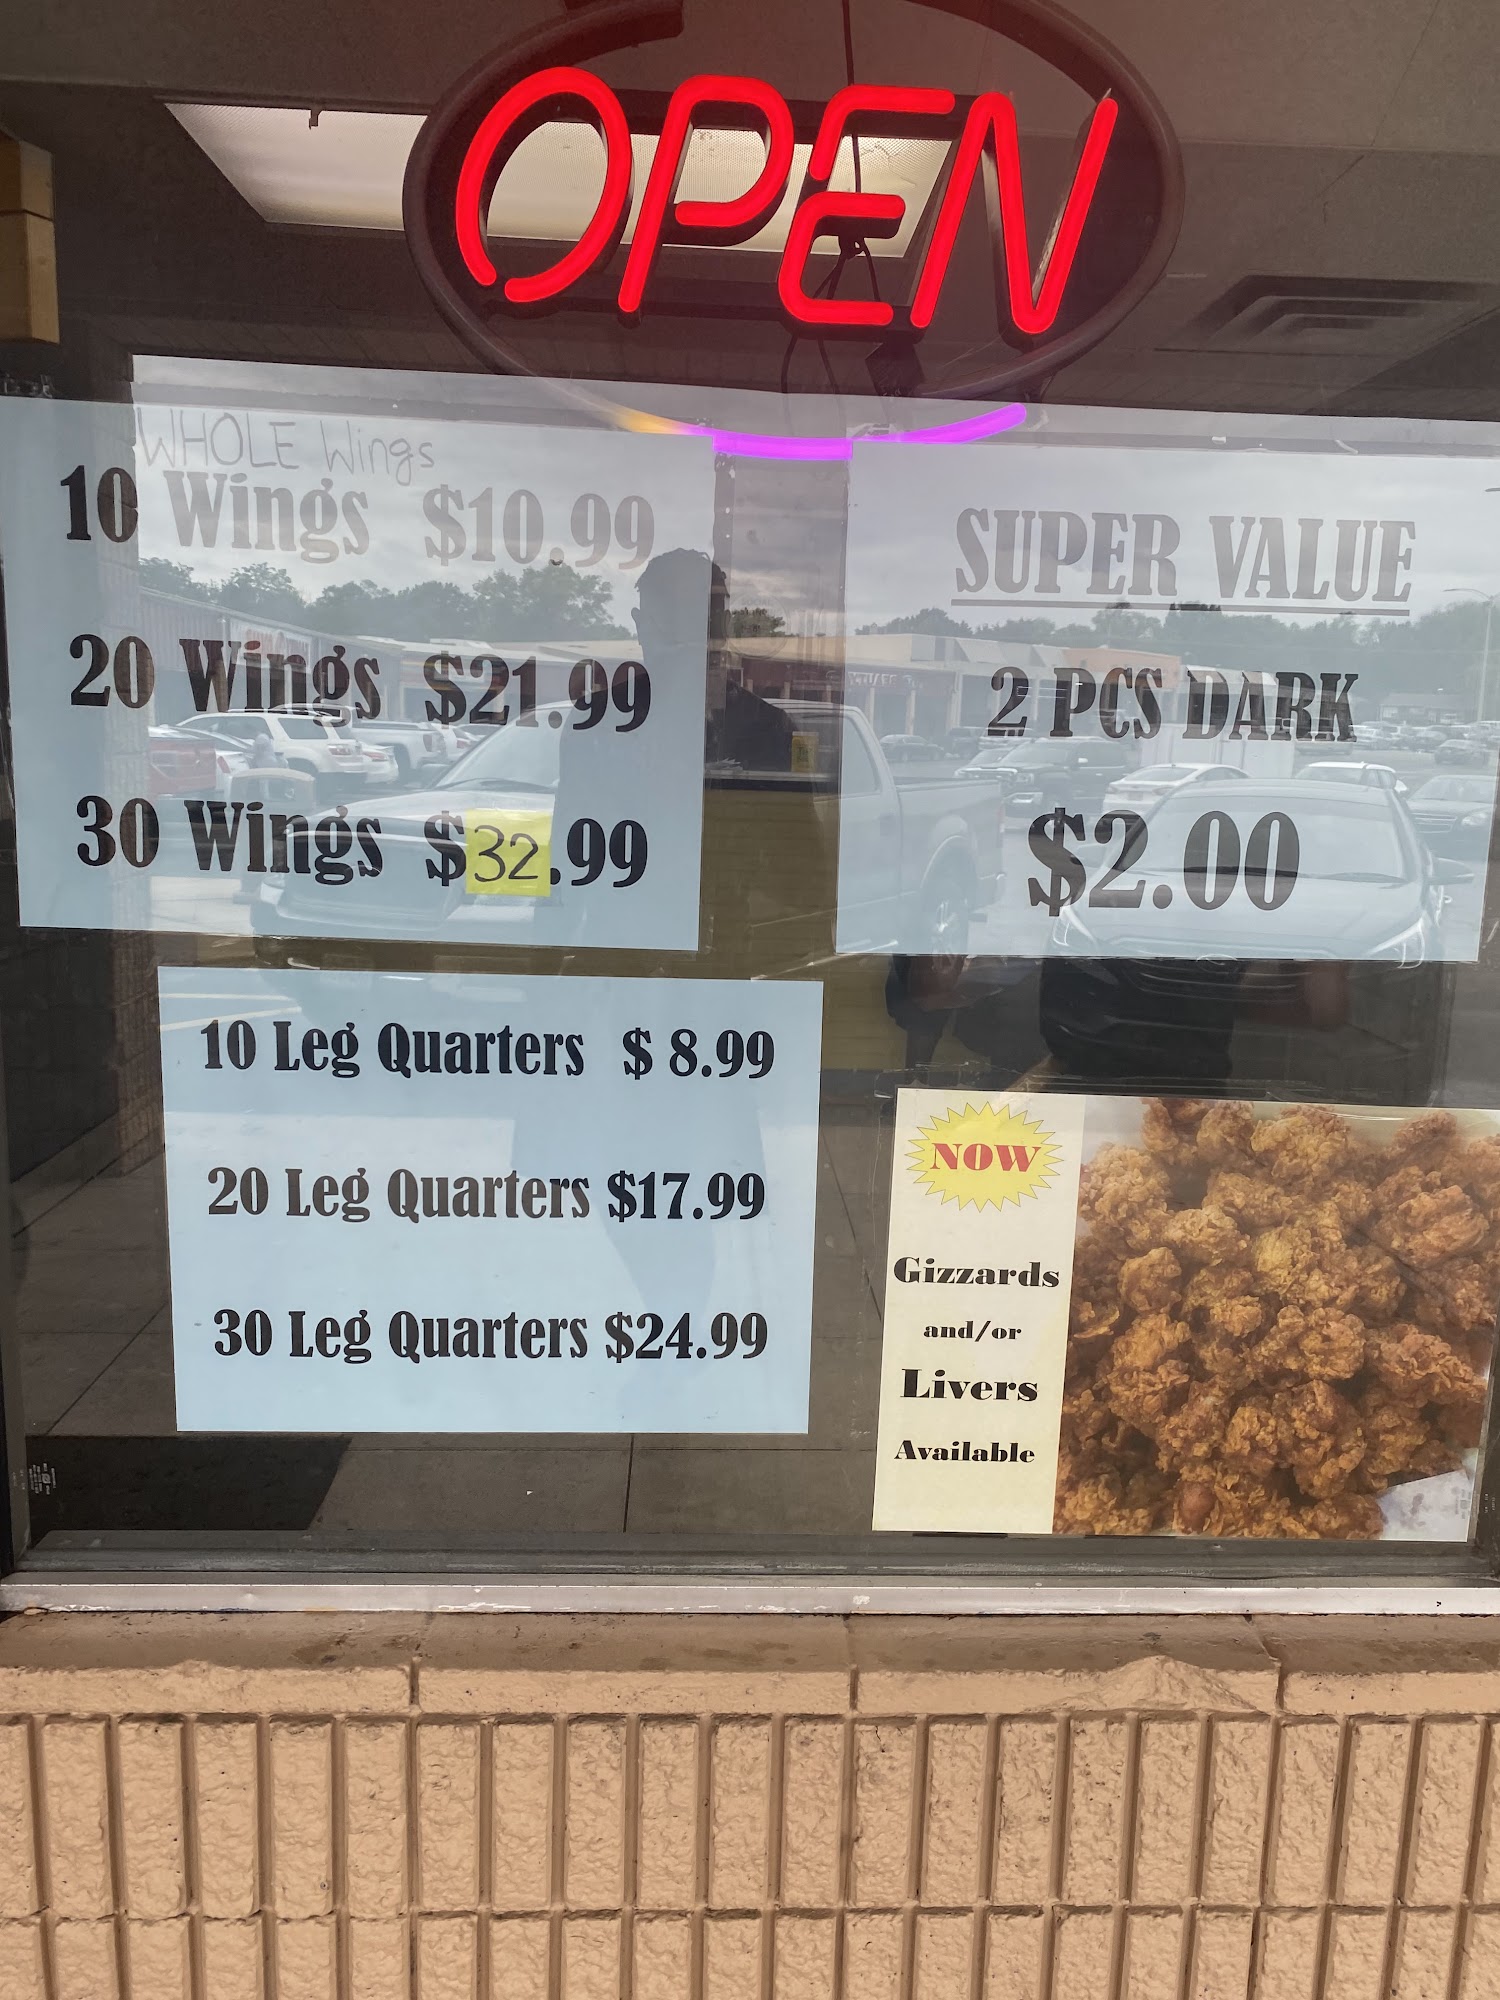 OPEN
WHOLE Wings
10 Wings $10.99
20 Wings $21.99
30 Wings $32.99
SUPER VALUE
2 PCS DARK
$2.00
10 Leg Quarters $ 8.99
20 Leg Quarters $17.99
30 Leg Quarters $24.99
NOW
Gizzards
and/or
Livers
Available